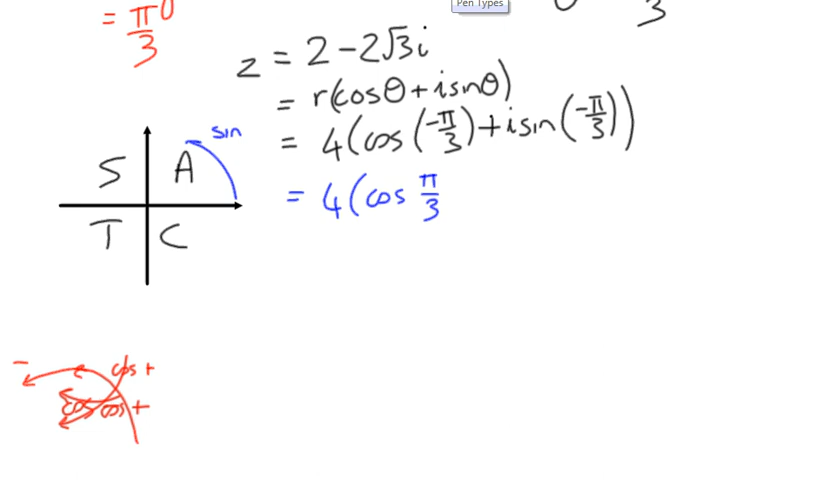 = π/3
3
Pen Types
z = 2 - 2√3i
= r(cosθ + isinθ)
= 4(cos(-π/3) + isin(-π/3))
= 4(cos π/3
sin
S A
T C
- cos +
cos cos +